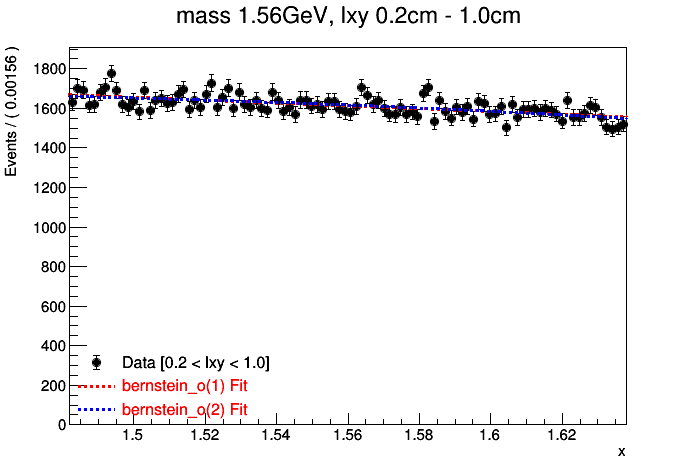 mass 1.56GeV, lxy 0.2cm - 1.0cm
Events / ( 0.00156 )
1800
1600
1400
1200
1000
800
600
400
200
0
Data [0.2 < lxy < 1.0]
bernstein_o(1) Fit
bernstein_o(2) Fit
1.5 1.52 1.54 1.56 1.58 1.6 1.62
x